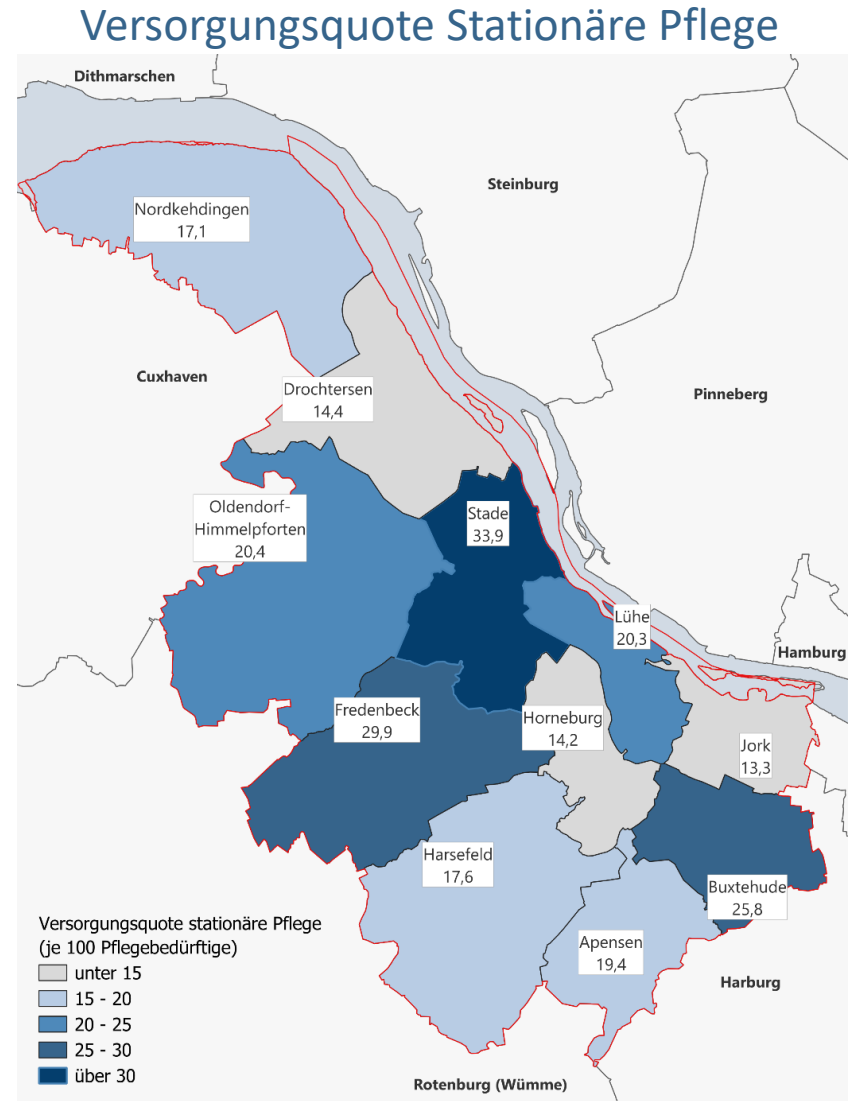 Versorgungsquote Stationäre Pflege
Dithmarschen
Steinburg
Nordkehdingen
17,1
Cuxhaven
Drochtersen
14,4
Pinneberg
Oldendorf-
Himmelpforten
20,4
Stade
33,9
Lühe
20,3
Hamburg
Fredenbeck
29,9
Horneburg
14,2
Jork
13,3
Harsefeld
17,6
Buxtehude
25,8
Apensen
19,4
Harburg
Rotenburg (Wümme)
Versorgungsquote stationäre Pflege
(je 100 Pflegebedürftige)
unter 15
15 - 20
20 - 25
25 - 30
über 30